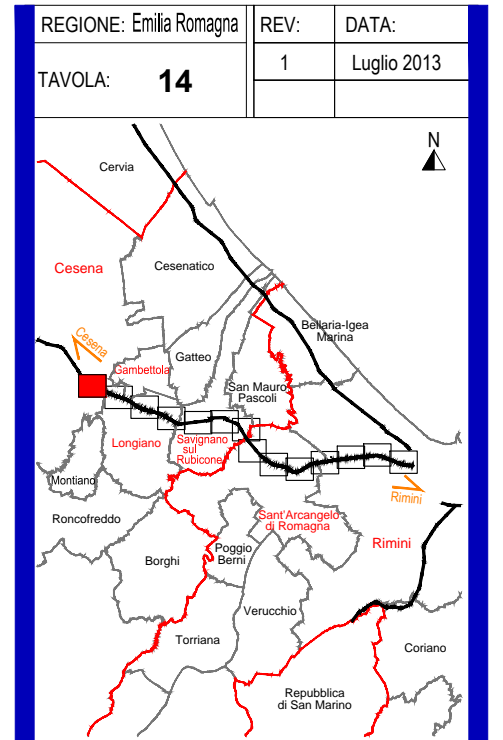 REGIONE: Emilia Romagna
REV:
DATA:
TAVOLA: 14
1
Luglio 2013
N
Cervia
Cesena
Cesenatico
Bellaria-Igea
Marina
Cesena
Gatteo
Gambettola
San Mauro
Pascoli
Longiano
Savignano
sul
Rubicone
Montiano
Rimini
Roncofreddo
Sant'Arcangelo
di Romagna
Rimini
Borghi
Poggio
Berni
Verucchio
Torriana
Coriano
Repubblica
di San Marino